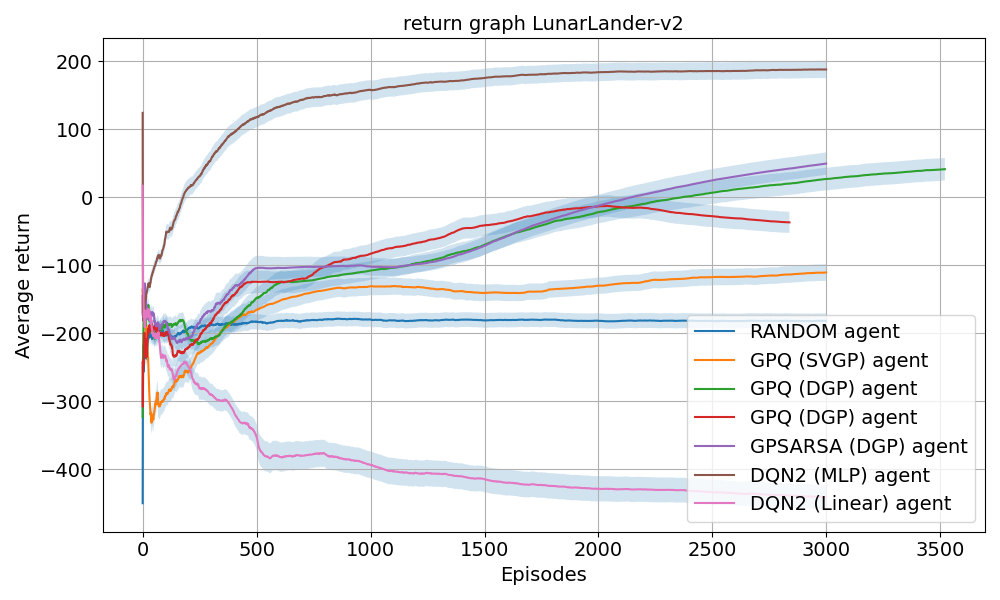 return graph LunarLander-v2
Average return
200
100
0
−100
−200
−300
−400
RANDOM agent
GPQ (SVGP) agent
GPQ (DGP) agent
GPQ (DGP) agent
GPSARSA (DGP) agent
DQN2 (MLP) agent
DQN2 (Linear) agent
0 500 1000 1500 2000 2500 3000 3500
Episodes